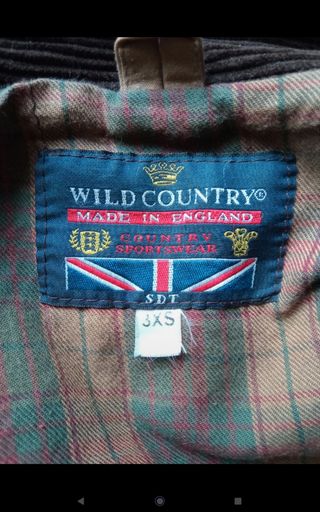 WILD COUNTRY®
MADE IN ENGLAND
COUNTRY
SPORTSWEAR
SDT
3XS